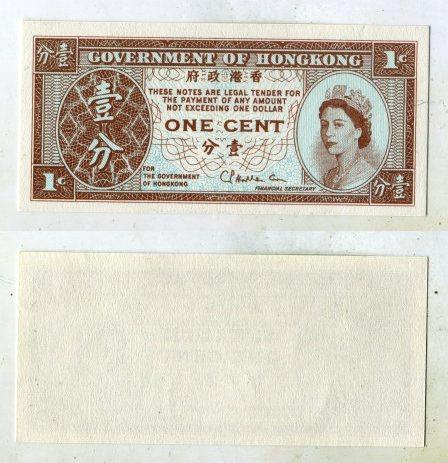 分壹
GOVERNMENT OF HONGKONG
1¢
府政港香
THESE NOTES ARE LEGAL TENDER FOR
THE PAYMENT OF ANY AMOUNT
NOT EXCEEDING ONE DOLLAR
壹
分
ONE CENT
分壹
FOR
THE GOVERNMENT
OF HONGKONG
FINANCIAL SECRETARY
1¢
分壹